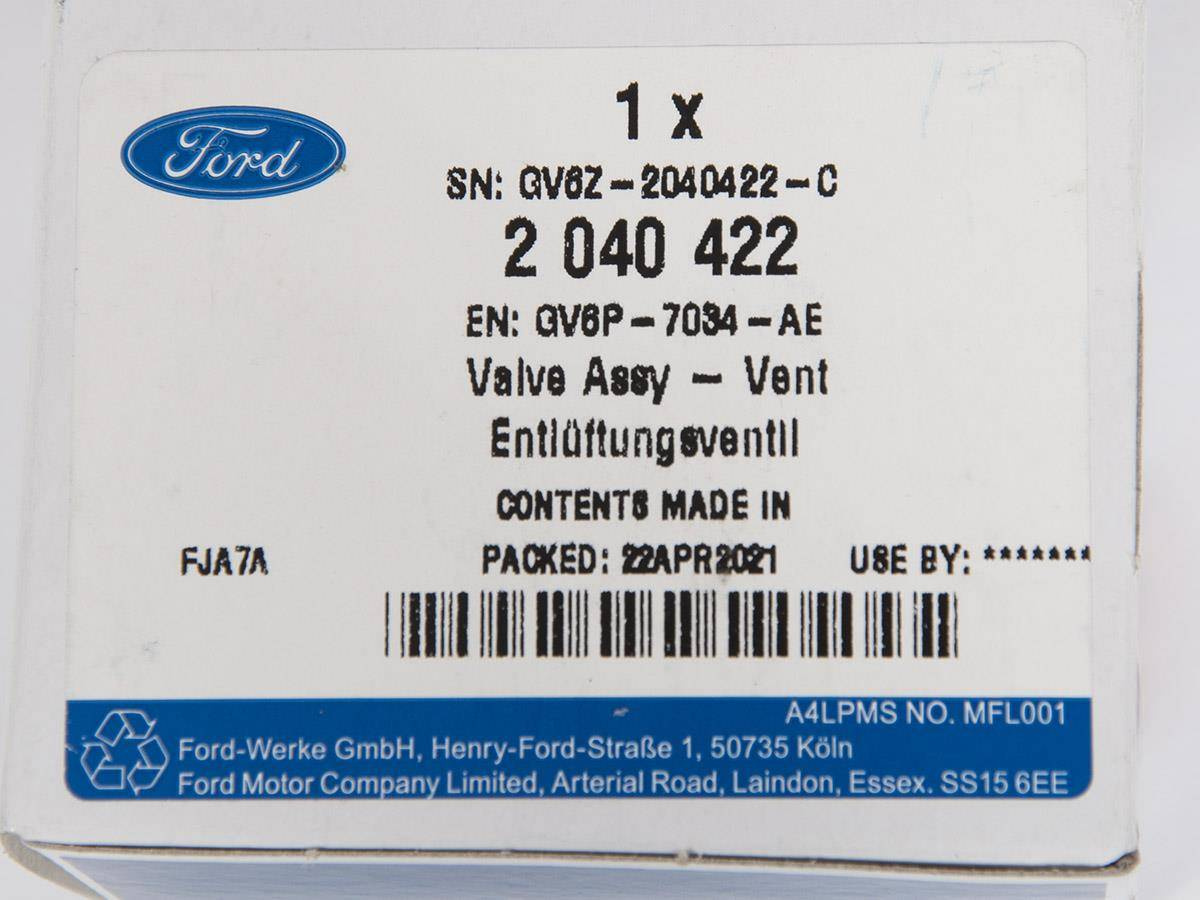 Ford
1 x
SN: GV6Z-2040422-C
2 040 422
EN: GV6P-7034-AE
Valve Assy - Vent
Entlüftungsventil
CONTENTS MADE IN
FJA7A PACKED: 22APR2021 USE BY: *******
A4LPMS NO. MFL001
Ford-Werke GmbH, Henry-Ford-Straße 1, 50735 Köln
Ford Motor Company Limited, Arterial Road, Laindon, Essex. SS15 6EE